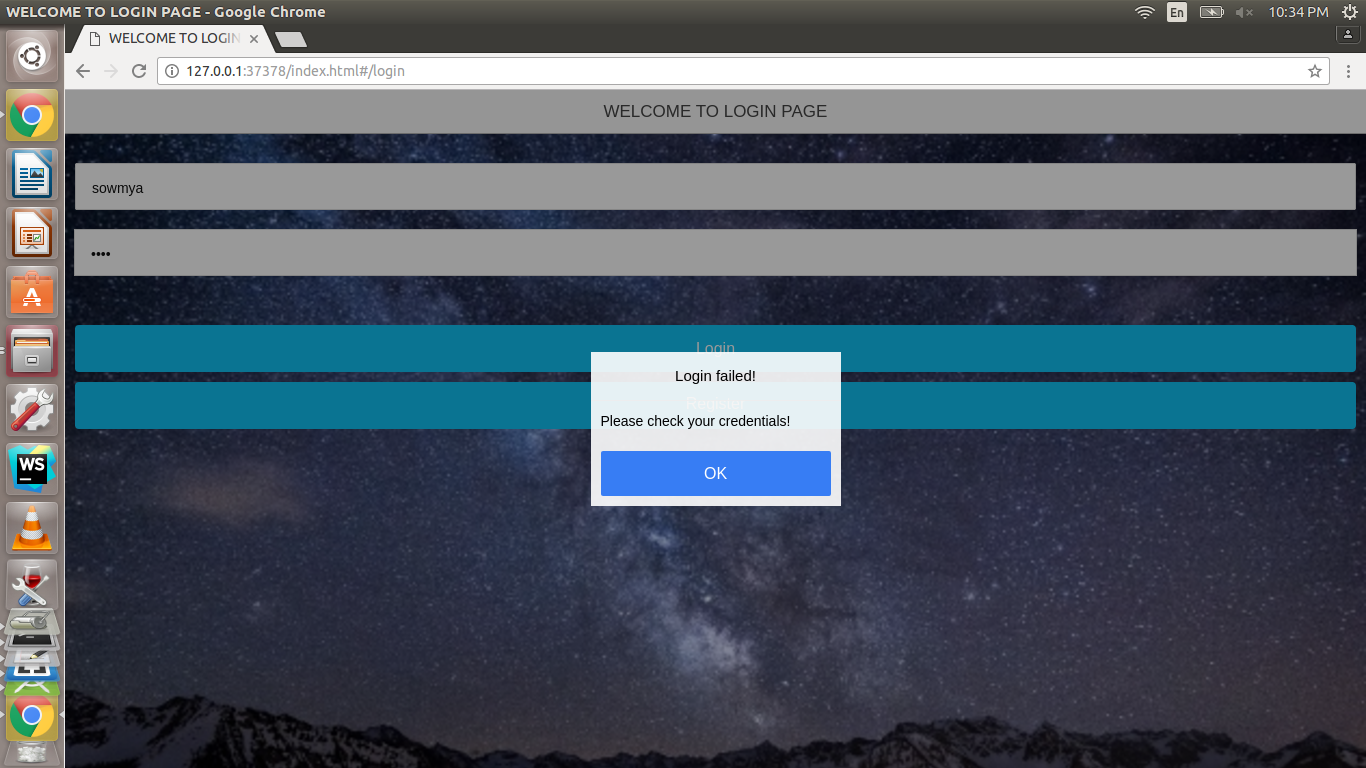 WELCOME TO LOGIN PAGE - Google Chrome
En
10:34 PM
WELCOME TO LOGIN
127.0.0.1:37378/index.html#/login
WELCOME TO LOGIN PAGE
sowmya
••••
Login
Login failed!
Register
Please check your credentials!
OK
WS